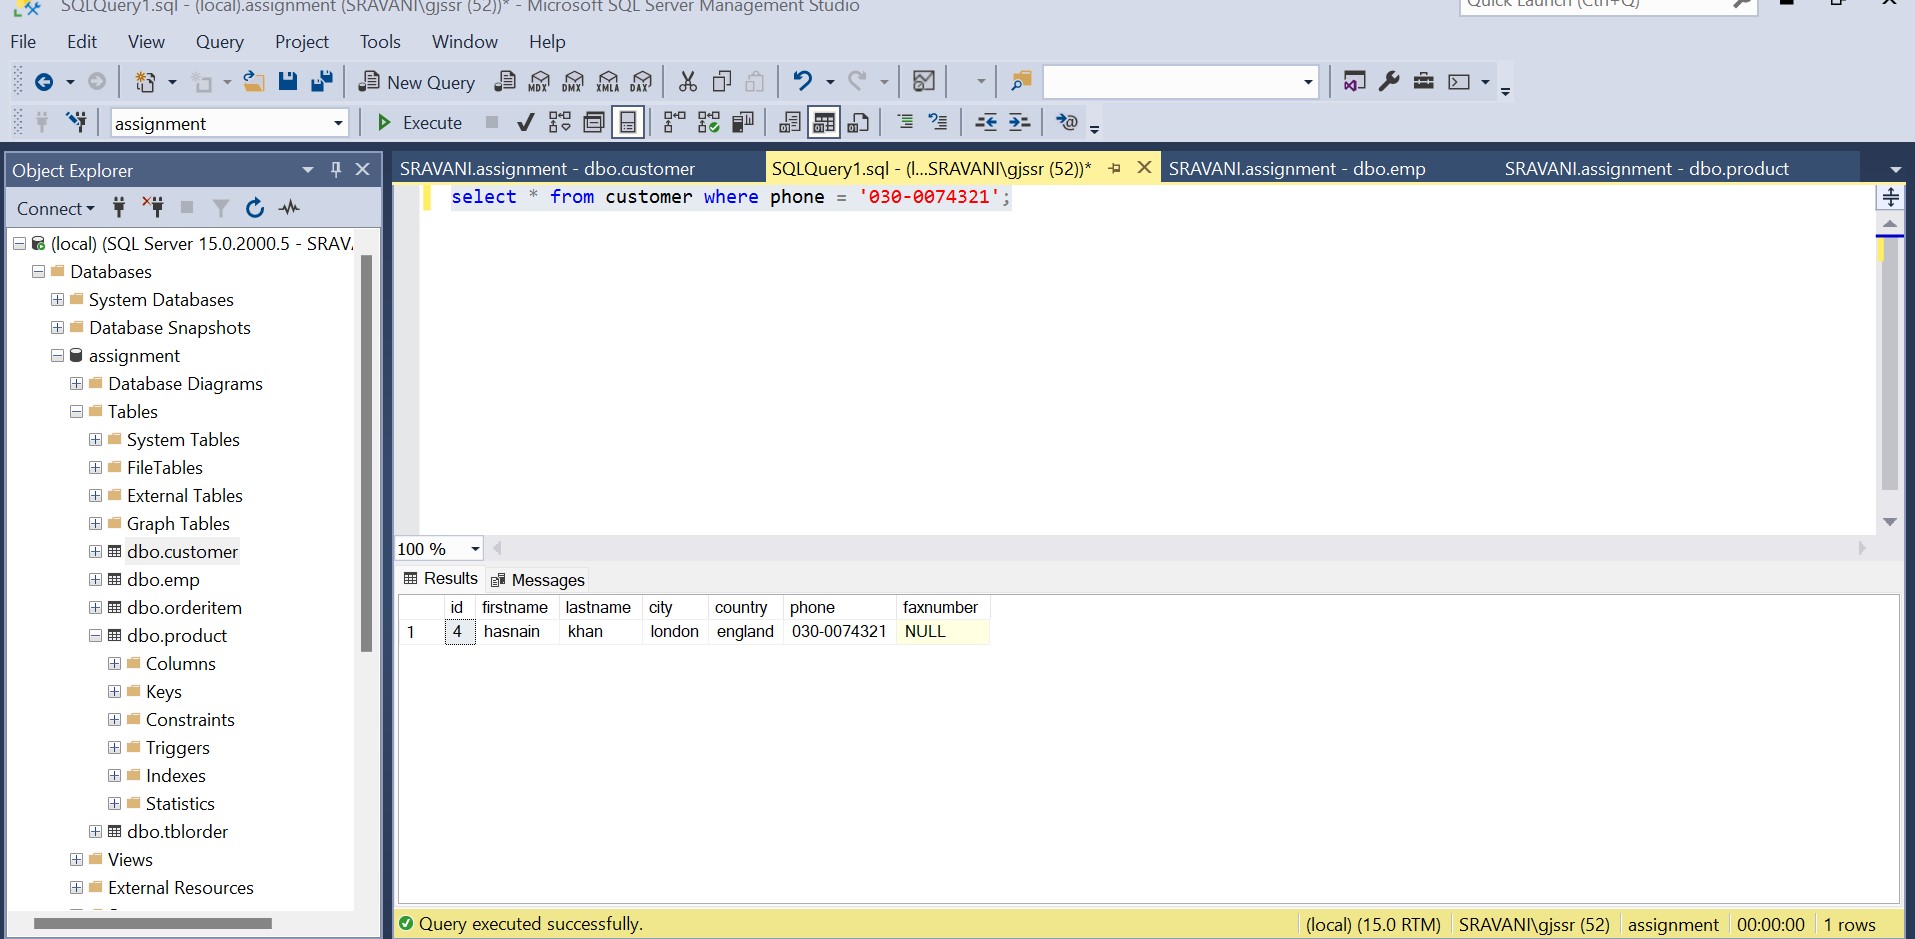 SQLQuery1.sql - (local).assignment (SRAVANI\gjssr (52))* - Microsoft SQL Server Management Studio
Quick Launch (Ctrl+Q)
File Edit View Query Project Tools Window Help
New Query MDX DMX XMLA DAX
assignment Execute
Object Explorer
SRAVANI.assignment - dbo.customer SQLQuery1.sql - (l...SRAVANI\gjssr (52))* SRAVANI.assignment - dbo.emp SRAVANI.assignment - dbo.product
Connect
select * from customer where phone = '030-0074321';
(local) (SQL Server 15.0.2000.5 - SRAVA
Databases
System Databases
Database Snapshots
assignment
Database Diagrams
Tables
System Tables
FileTables
External Tables
Graph Tables
dbo.customer
dbo.emp
dbo.orderitem
dbo.product
Columns
Keys
Constraints
Triggers
Indexes
Statistics
dbo.tblorder
Views
External Resources
100 %
Results Messages
id firstname lastname city country phone faxnumber
1 4 hasnain khan london england 030-0074321 NULL
Query executed successfully. (local) (15.0 RTM) SRAVANI\gjssr (52) assignment 00:00:00 1 rows